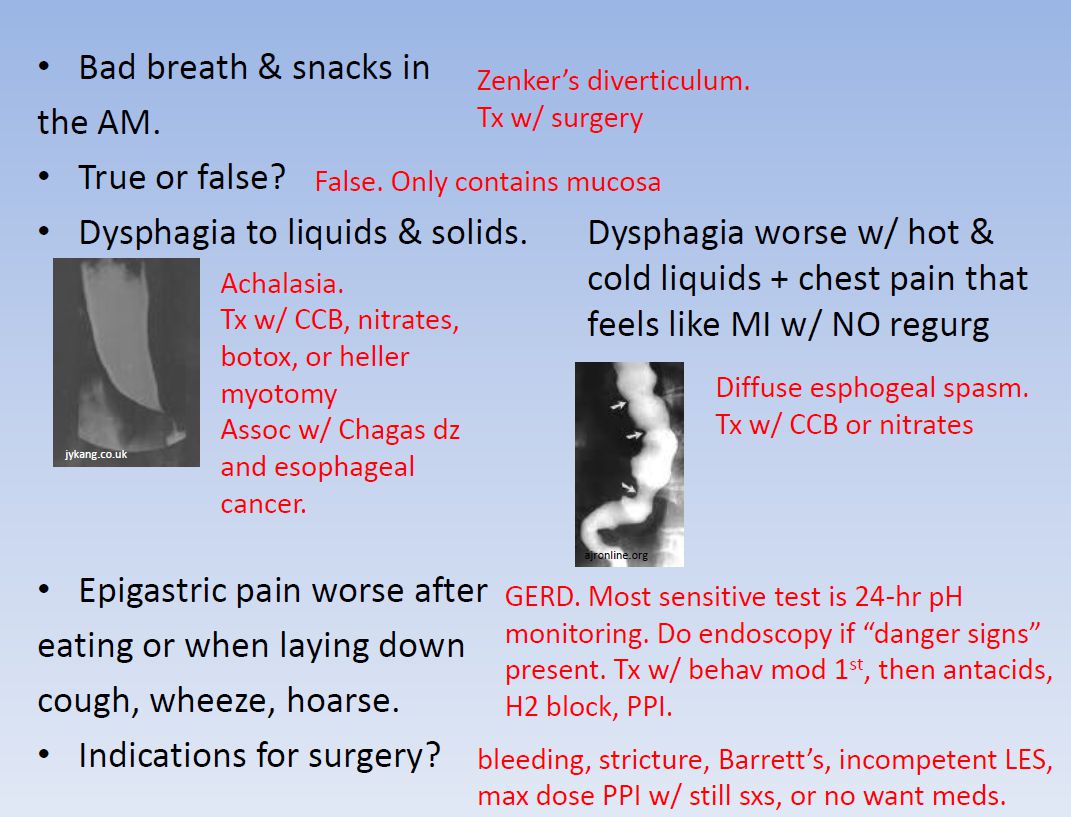 • Bad breath & snacks in
the AM.
Zenker’s diverticulum.
Tx w/ surgery
• True or false?
False. Only contains mucosa
• Dysphagia to liquids & solids.
Achalasia.
Tx w/ CCB, nitrates,
botox, or heller
myotomy
Assoc w/ Chagas dz
and esophageal
cancer.
jykang.co.uk
Dysphagia worse w/ hot &
cold liquids + chest pain that
feels like MI w/ NO regurg
Diffuse esphogeal spasm.
Tx w/ CCB or nitrates
ajronline.org
• Epigastric pain worse after
eating or when laying down
cough, wheeze, hoarse.
GERD. Most sensitive test is 24-hr pH
monitoring. Do endoscopy if “danger signs”
present. Tx w/ behav mod 1st, then antacids,
H2 block, PPI.
• Indications for surgery?
bleeding, stricture, Barrett’s, incompetent LES,
max dose PPI w/ still sxs, or no want meds.